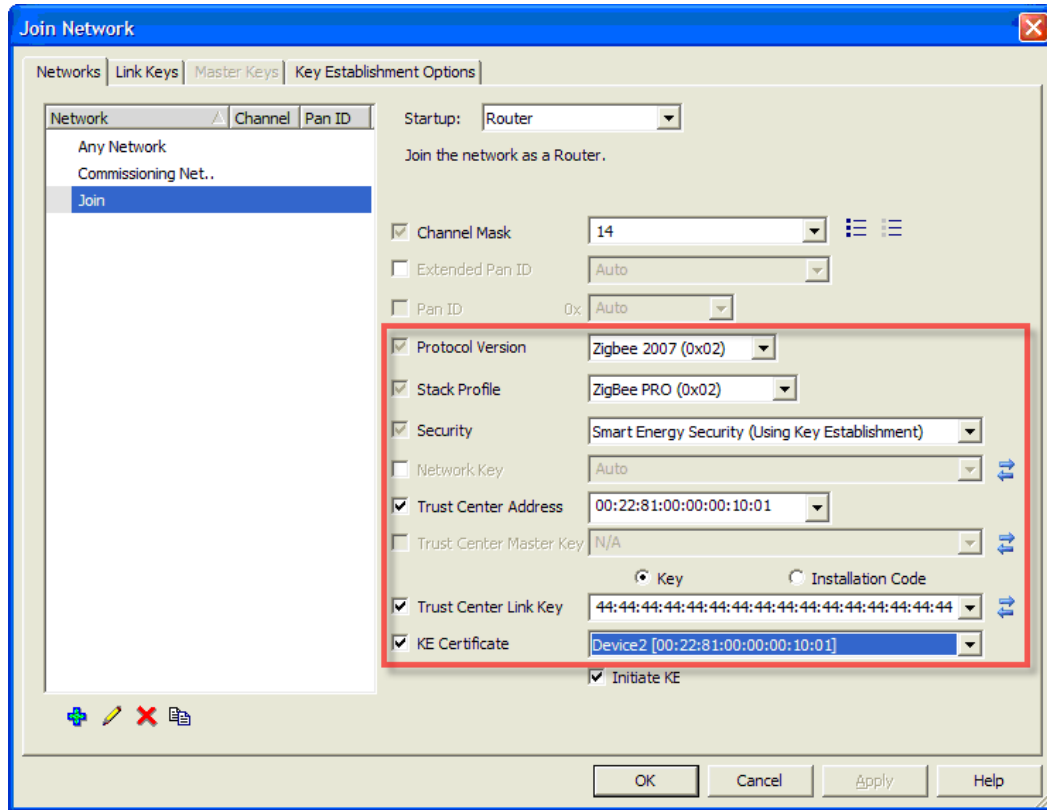 Join Network
Networks Link Keys Master Keys Key Establishment Options
Network Channel Pan ID
Any Network
Commissioning Net..
Join
Startup: Router
Join the network as a Router.
Channel Mask 14
Extended Pan ID Auto
Pan ID 0x Auto
Protocol Version Zigbee 2007 (0x02)
Stack Profile ZigBee PRO (0x02)
Security Smart Energy Security (Using Key Establishment)
Network Key Auto
Trust Center Address 00:22:81:00:00:00:10:01
Trust Center Master Key N/A
Key Installation Code
Trust Center Link Key 44:44:44:44:44:44:44:44:44:44:44:44:44:44:44:44
KE Certificate Device2 [00:22:81:00:00:00:10:01]
Initiate KE
OK Cancel Apply Help